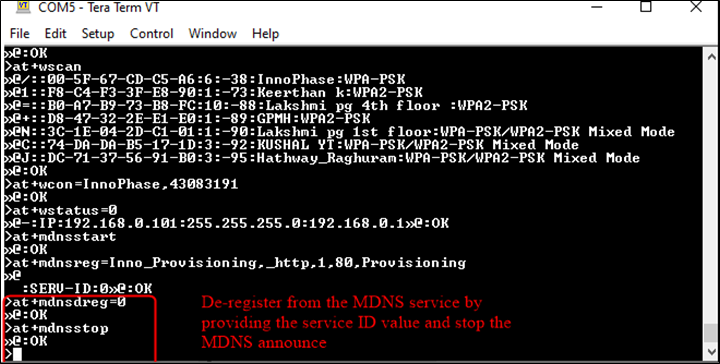 COM5 - Tera Term VT
File Edit Setup Control Window Help
»@:OK
>at+wscan
»@/::00-5F-67-CD-C5-A6:6:-38:InnoPhase:WPA-PSK
»@1::F8-C4-F3-3F-E8-90:1:-73:Keerthan k:WPA2-PSK
»@=::B0-A7-B9-73-B8-FC:10:-88:Lakshmi pg 4th floor :WPA2-PSK
»@+::D8-47-32-2E-E1-E0:1:-89:GPMH:WPA2-PSK
»@N::3C-1E-04-2D-C1-01:1:-90:Lakshmi pg 1st floor:WPA-PSK/WPA2-PSK Mixed Mode
»@C::74-DA-DA-B5-17-1D:3:-92:KUSHAL YT:WPA-PSK/WPA2-PSK Mixed Mode
»@J::DC-71-37-56-91-B0:3:-95:Hathway_Raghuram:WPA-PSK/WPA2-PSK Mixed Mode
»@:OK
>at+wcon=InnoPhase,43083191
»@:OK
>at+wstatus=0
»@-:IP:192.168.0.101:255.255.255.0:192.168.0.1»@:OK
>at+mdnsstart
»@:OK
>at+mdnsreg=Inno_Provisioning,_http,1,80,Provisioning
»@
:SERV-ID:0»@:OK
>at+mdnsdreg=0
»@:OK
>at+mdnsstop
»@:OK
>
De-register from the MDNS service by
providing the service ID value and stop the
MDNS announce